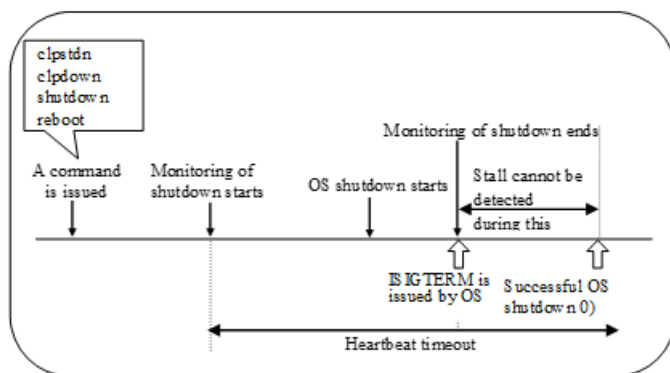 clpstdn
clpdown
shutdown
reboot
Monitoring of shutdown ends
A command
is issued
Monitoring of
shutdown starts
OS shutdown starts
Stall cannot be
detected
during this
ISIGTERM is
issued by OS
Successful OS
shutdown 0)
Heartbeat timeout